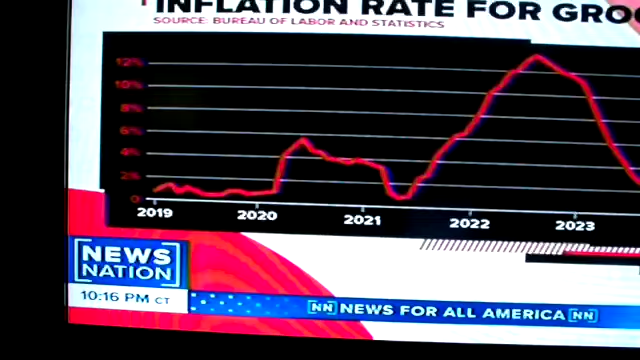 INFLATION RATE FOR
SOURCE: BUREAU OF LABOR AND STATISTICS
12%
10%
8%
6%
4%
2%
0
2019 2020 2021 2022 2023
NEWS
NATION
10:16 PM CT
NN NEWS FOR ALL AMERICA NN